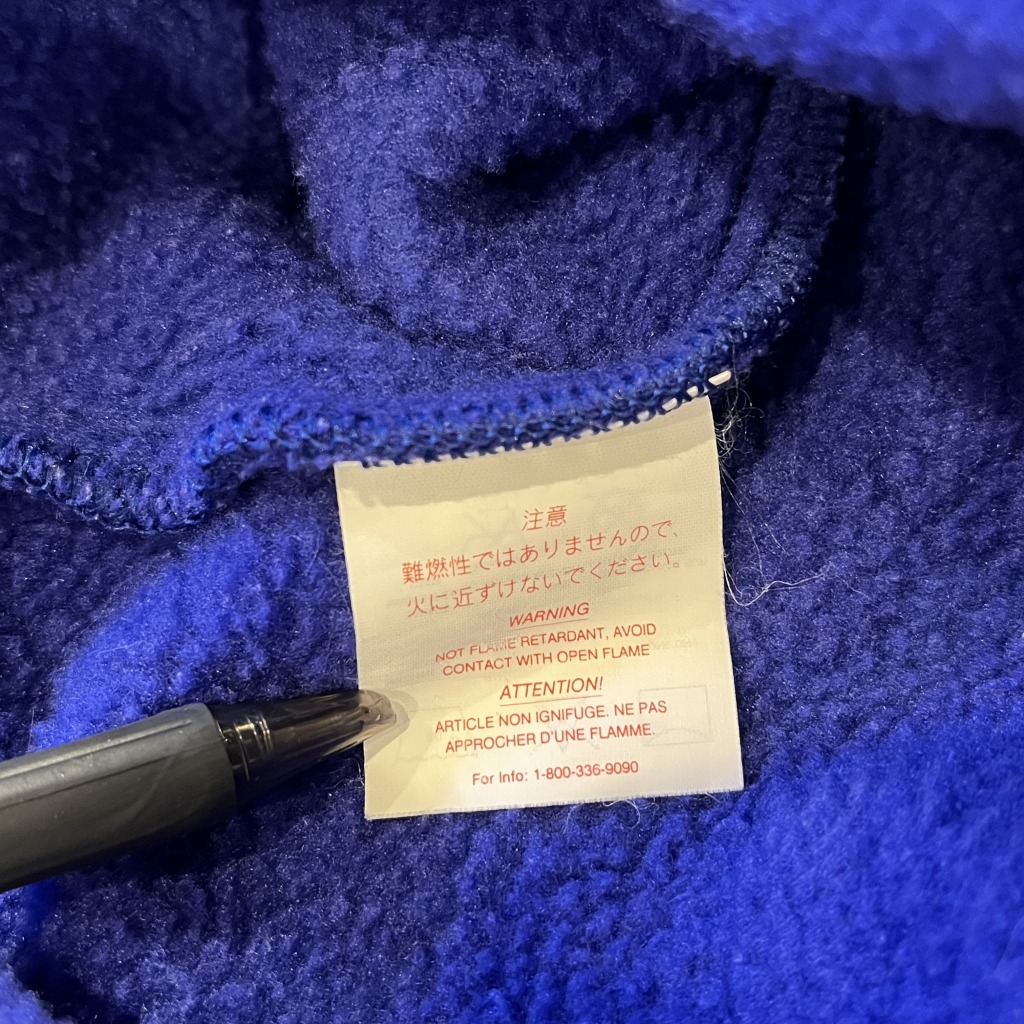 注意
難燃性ではありませんので、
火に近ずけないでください。
WARNING
NOT FLAME RETARDANT, AVOID
CONTACT WITH OPEN FLAME
ATTENTION!
ARTICLE NON IGNIFUGE. NE PAS
APPROCHER D'UNE FLAMME.
For Info: 1-800-336-9090